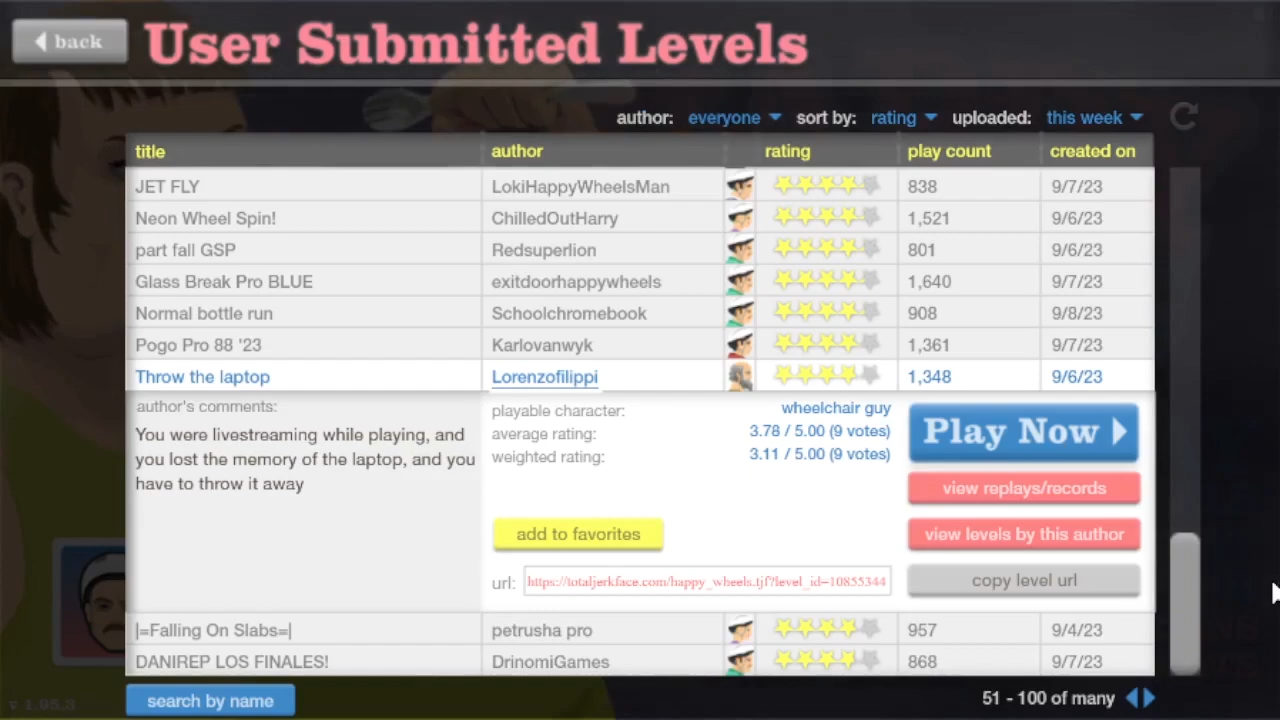 back
User Submitted Levels
author: everyone sort by: rating uploaded: this week
title author rating play count created on
JET FLY LokiHappyWheelsMan 838 9/7/23
Neon Wheel Spin! ChilledOutHarry 1,521 9/6/23
part fall GSP Redsuperlion 801 9/6/23
Glass Break Pro BLUE exitdoorhappywheels 1,640 9/7/23
Normal bottle run Schoolchromebook 908 9/8/23
Pogo Pro 88 '23 Karlovanwyk 1,361 9/7/23
Throw the laptop Lorenzofilippi 1,348 9/6/23
author's comments:
You were livestreaming while playing, and
you lost the memory of the laptop, and you
have to throw it away
playable character: wheelchair guy
average rating: 3.78 / 5.00 (9 votes)
weighted rating: 3.11 / 5.00 (9 votes)
add to favorites
url: https://totaljerkface.com/happy_wheels.tjf?level_id=10855344
Play Now
view replays/records
view levels by this author
copy level url
|=Falling On Slabs=| petrusha pro 957 9/4/23
DANIREP LOS FINALES! DrinomiGames 868 9/7/23
search by name
51 - 100 of many
v 1.05.3